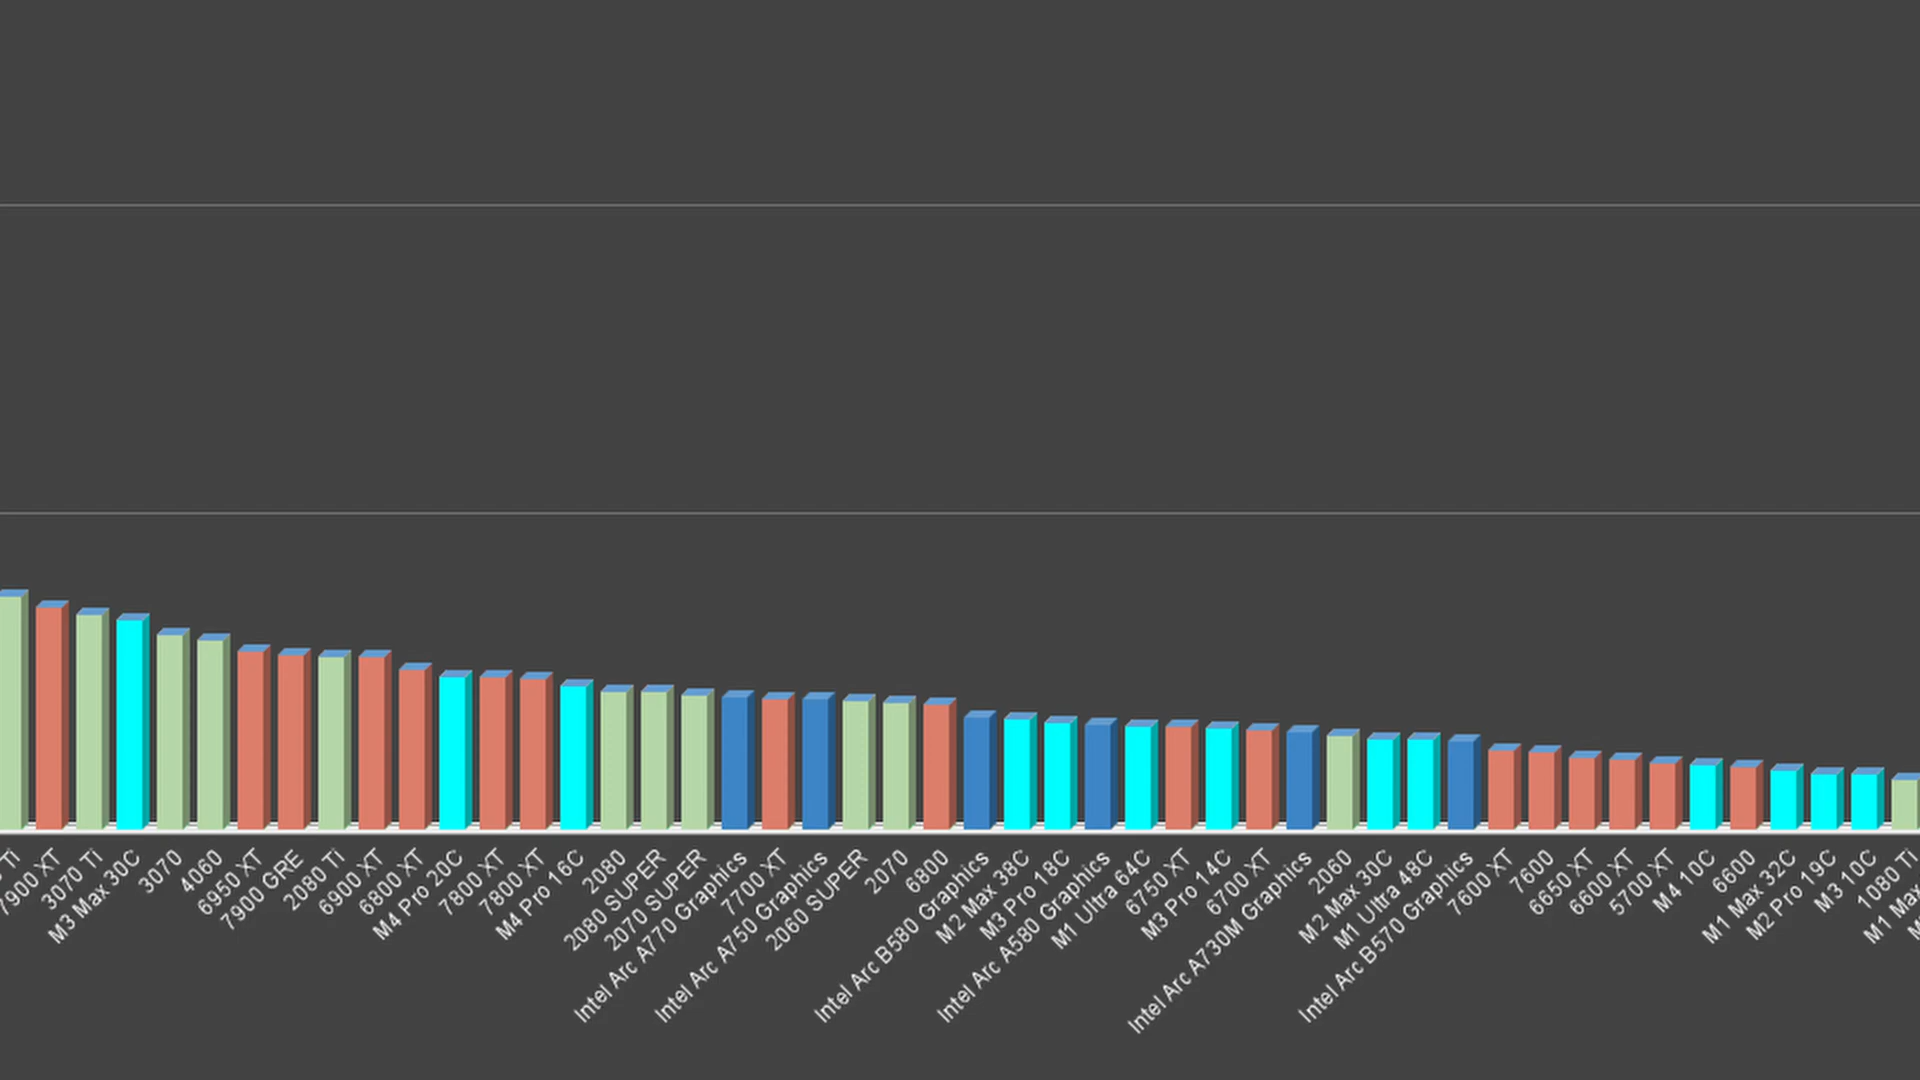 Ti
7900 XT
3070 Ti
M3 Max 30C
3070
4060
6950 XT
7900 GRE
2080 Ti
6900 XT
6800 XT
M4 Pro 20C
7800 XT
7800 XT
M4 Pro 16C
2080
2080 SUPER
2070 SUPER
Intel Arc A770 Graphics
7700 XT
Intel Arc A750 Graphics
2060 SUPER
2070
6800
Intel Arc B580 Graphics
M2 Max 38C
M3 Pro 18C
Intel Arc A580 Graphics
M1 Ultra 64C
6750 XT
M3 Pro 14C
6700 XT
Intel Arc A730M Graphics
2060
M2 Max 30C
M1 Ultra 48C
Intel Arc B570 Graphics
7600 XT
7600
6650 XT
6600 XT
5700 XT
M4 10C
6600
M1 Max 32C
M2 Pro 19C
M3 10C
1080 Ti
M1 Max